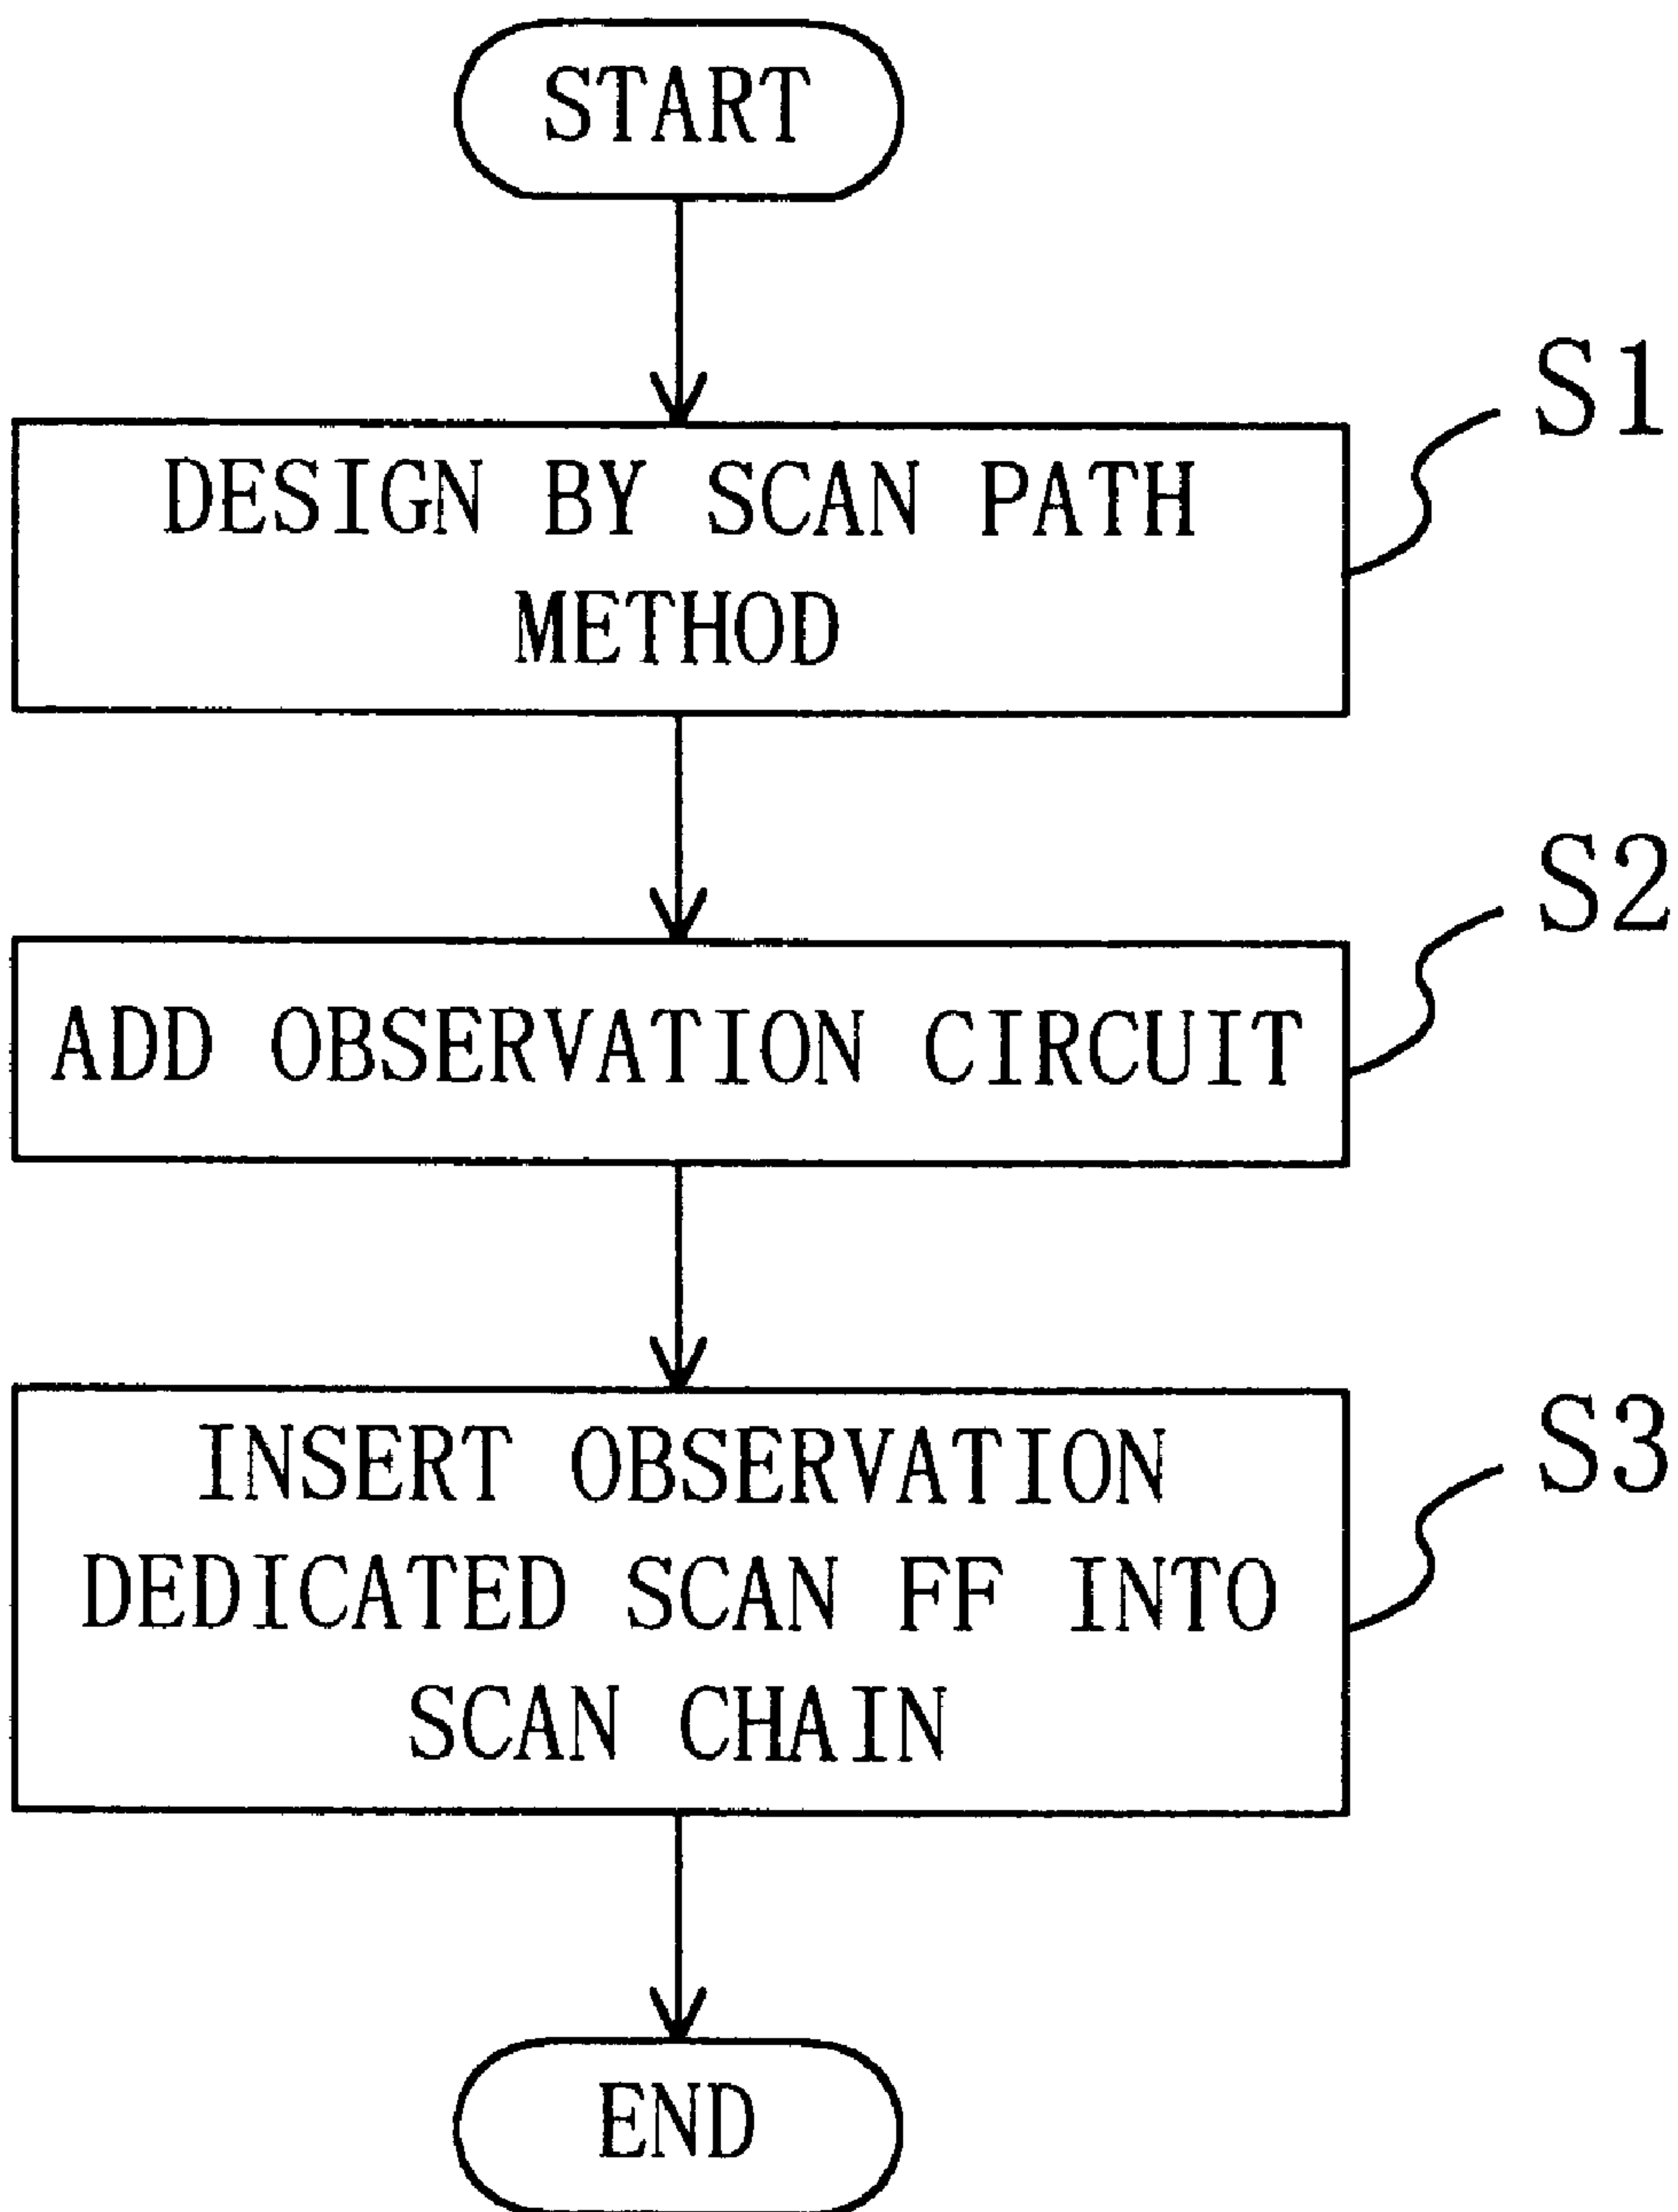 START
S1
DESIGN BY SCAN PATH
METHOD
S2
ADD OBSERVATION CIRCUIT
S3
INSERT OBSERVATION
DEDICATED SCAN FF INTO
SCAN CHAIN
END